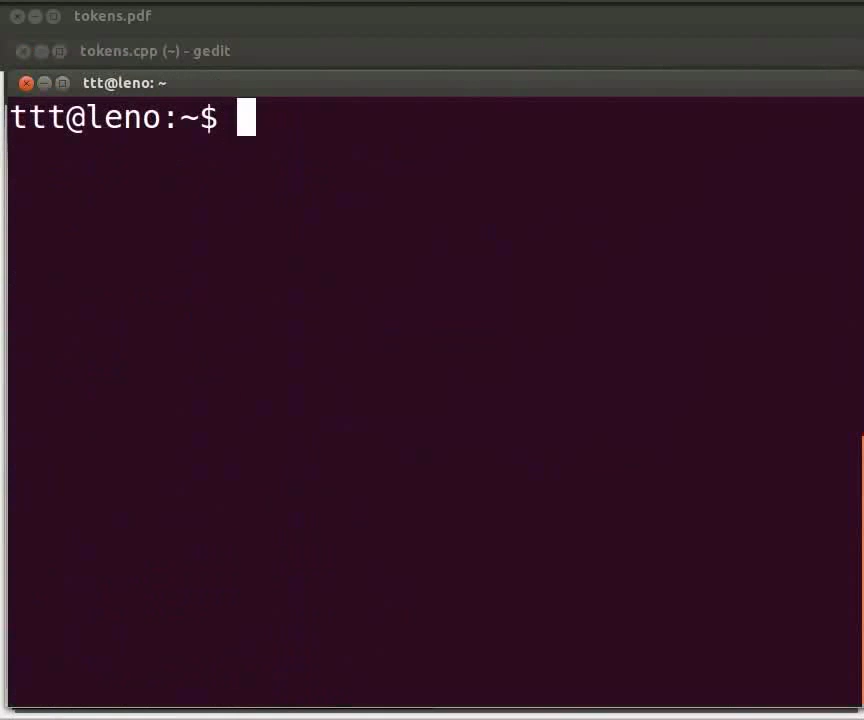 tokens.pdf
tokens.cpp (~) - gedit
ttt@leno: ~
ttt@leno:~$